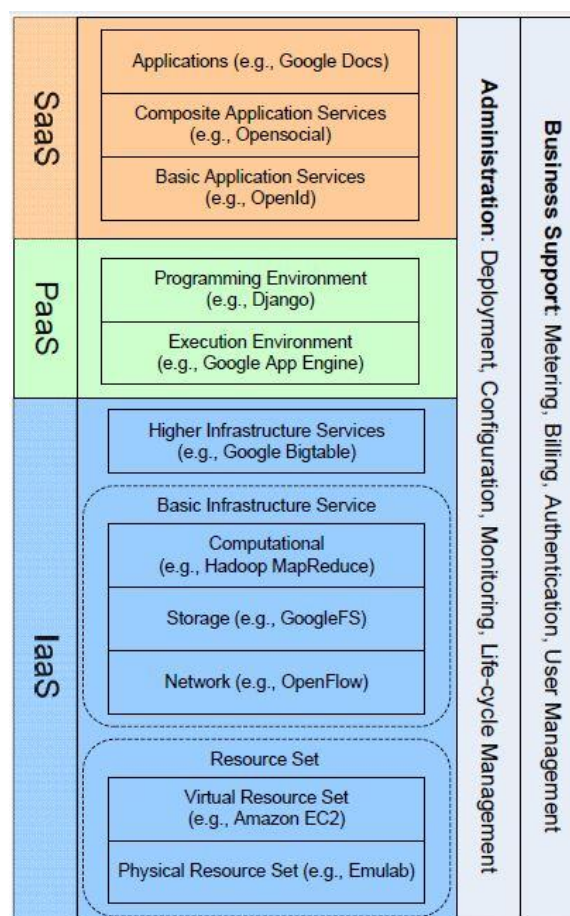 SaaS
Applications (e.g., Google Docs)
Composite Application Services
(e.g., Opensocial)
Basic Application Services
(e.g., OpenId)
PaaS
Programming Environment
(e.g., Django)
Execution Environment
(e.g., Google App Engine)
IaaS
Higher Infrastructure Services
(e.g., Google Bigtable)
Basic Infrastructure Service
Computational
(e.g., Hadoop MapReduce)
Storage (e.g., GoogleFS)
Network (e.g., OpenFlow)
Resource Set
Virtual Resource Set
(e.g., Amazon EC2)
Physical Resource Set (e.g., Emulab)
Administration: Deployment, Configuration, Monitoring, Life-cycle Management
Business Support: Metering, Billing, Authentication, User Management